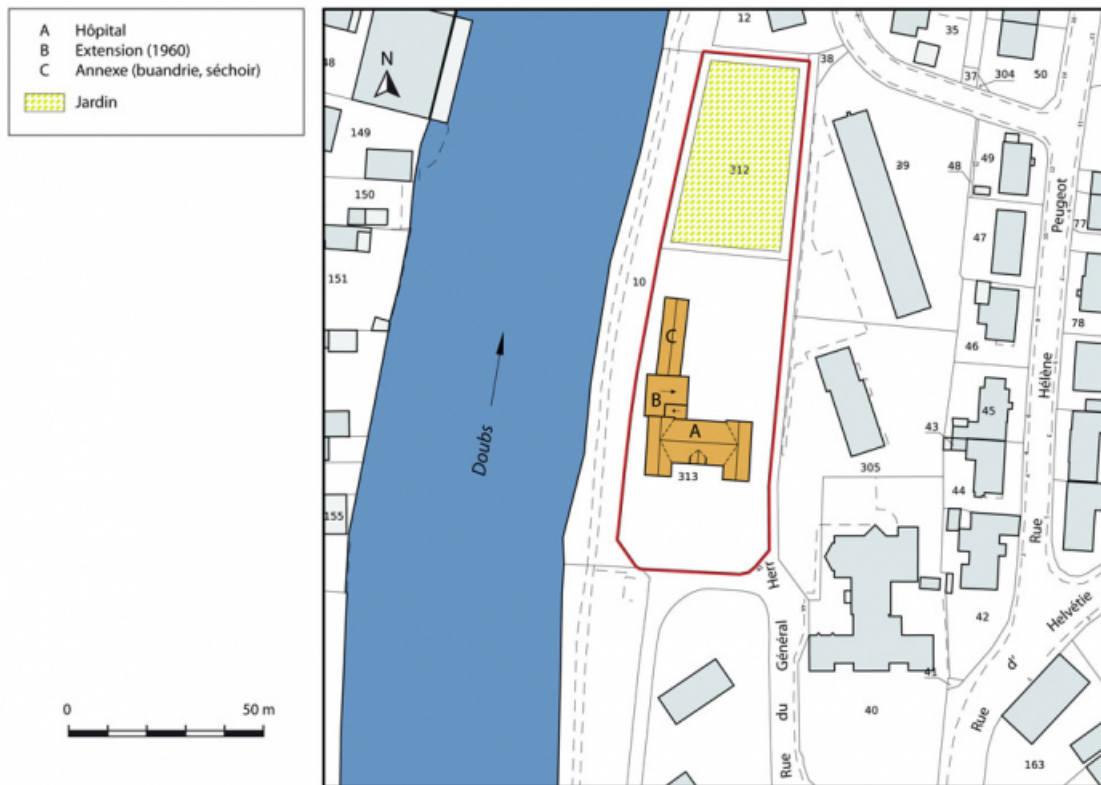 A Hôpital
B Extension (1960)
C Annexe (buandrie, séchoir)
Jardin
N
12
35
38
37
304
50
48
149
39
49
48
312
150
47
Peugeot
77
151
10
46
78
C
B
A
Doubs
45
Hélène
43
313
305
44
155
Rue
Herr
42
Helvétie
Général
41
d'
0
50 m
40
Rue
du
163
Rue